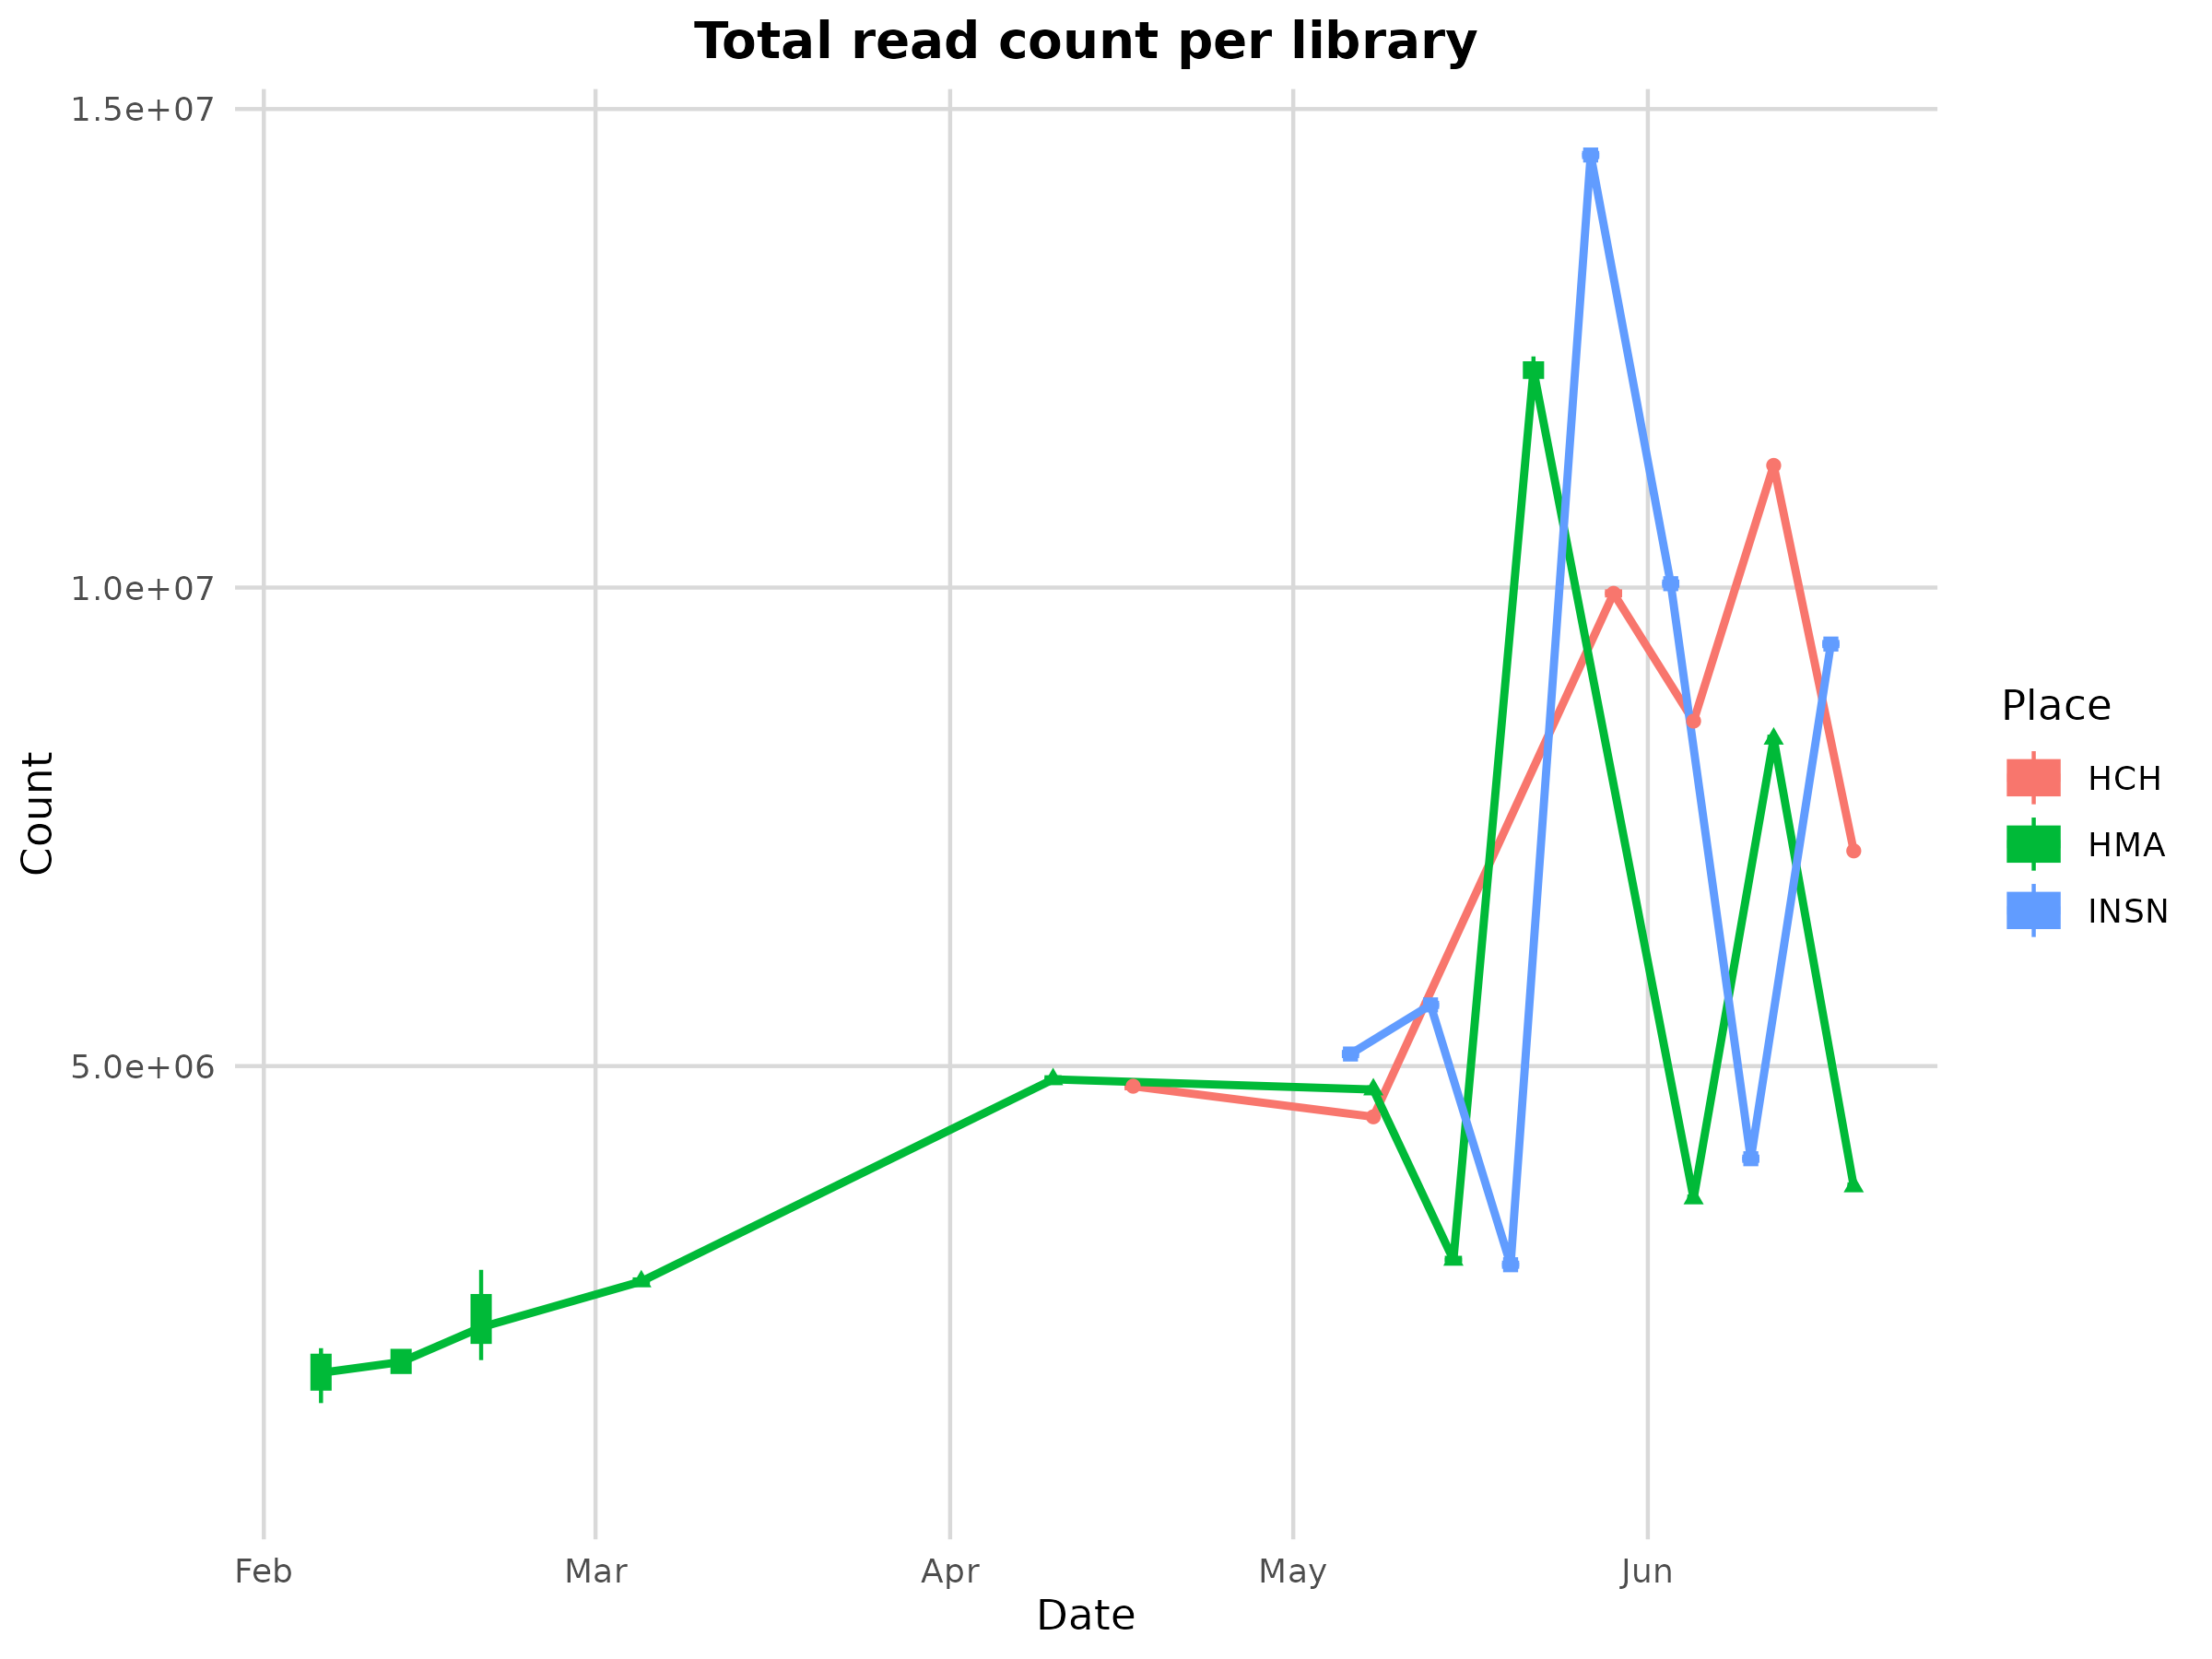 Total read count per library
1.5e+07
1.0e+07
5.0e+06
Count
Feb
Mar
Apr
May
Jun
Date
Place
HCH
HMA
INSN